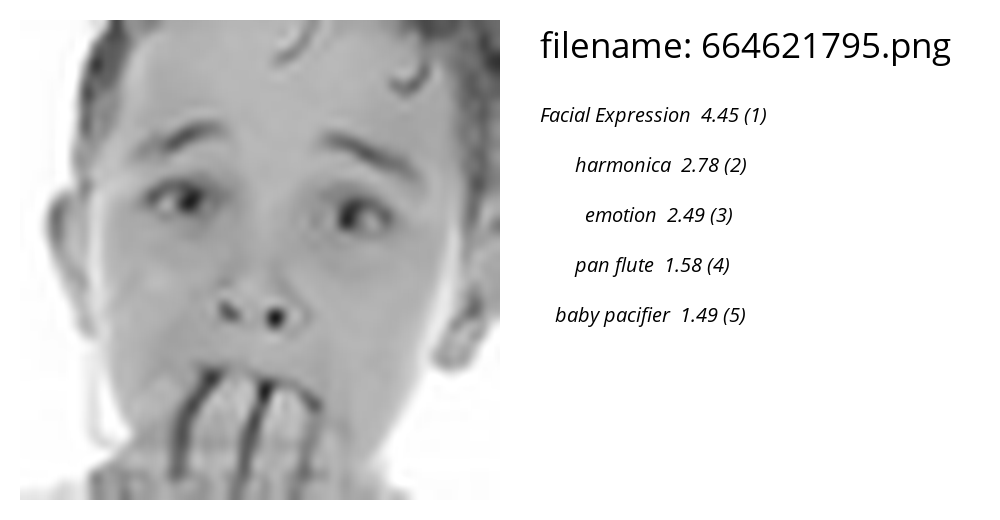 filename: 664621795.png
Facial Expression 4.45 (1)
harmonica 2.78 (2)
emotion 2.49 (3)
pan flute 1.58 (4)
baby pacifier 1.49 (5)